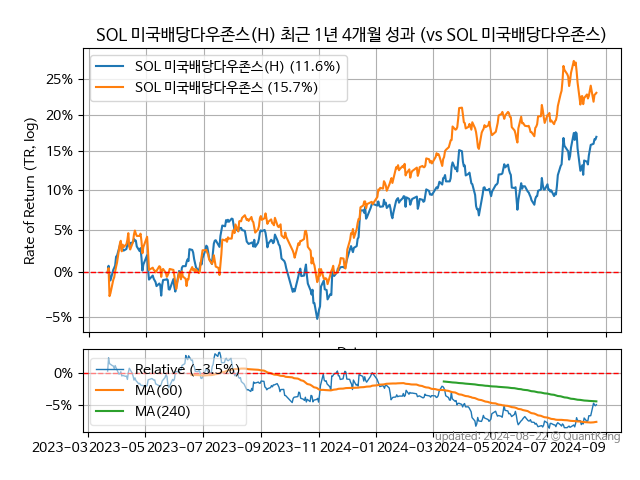 SOL 미국배당다우존스(H) 최근 1년 4개월 성과 (vs SOL 미국배당다우존스)
SOL 미국배당다우존스(H) (11.6%)
SOL 미국배당다우존스 (15.7%)
Rate of Return (TR, log)
25%
20%
15%
10%
5%
0%
−5%
Relative (−3.5%)
MA(60)
MA(240)
0%
−5%
updated: 2024-08-22 © QuantKang
2023−03
2023−05
2023−07
2023−09
2023−11
2024−01
2024−03
2024−05
2024−07
2024−09